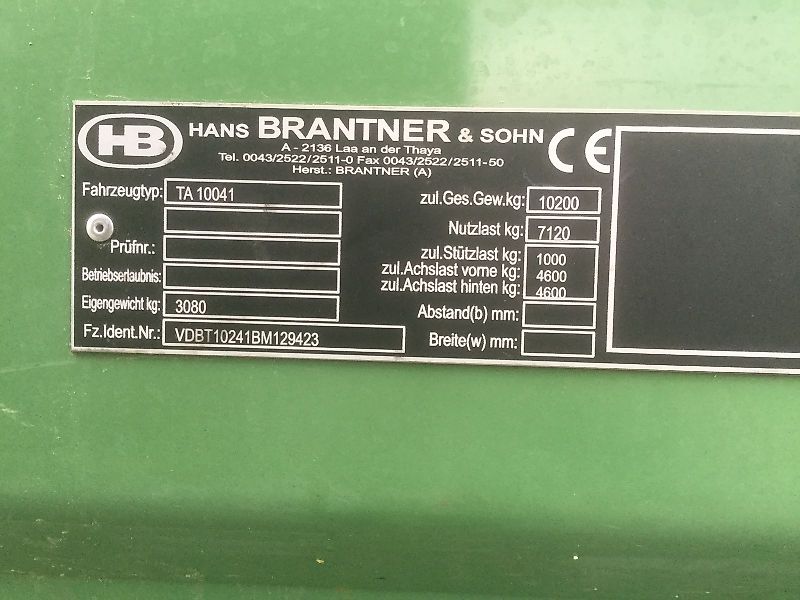 HB HANS BRANTNER & SOHN CE
A - 2136 Laa an der Thaya
Tel. 0043/2522/2511-0 Fax 0043/2522/2511-50
Herst.: BRANTNER (A)
Fahrzeugtyp: TA 10041
Prüfnr.:
Betriebserlaubnis:
Eigengewicht kg: 3080
Fz.Ident.Nr.: VDBT10241BM129423
zul.Ges.Gew.kg: 10200
Nutzlast kg: 7120
zul.Stützlast kg: 1000
zul.Achslast vorne kg: 4600
zul.Achslast hinten kg: 4600
Abstand(b) mm:
Breite(w) mm: